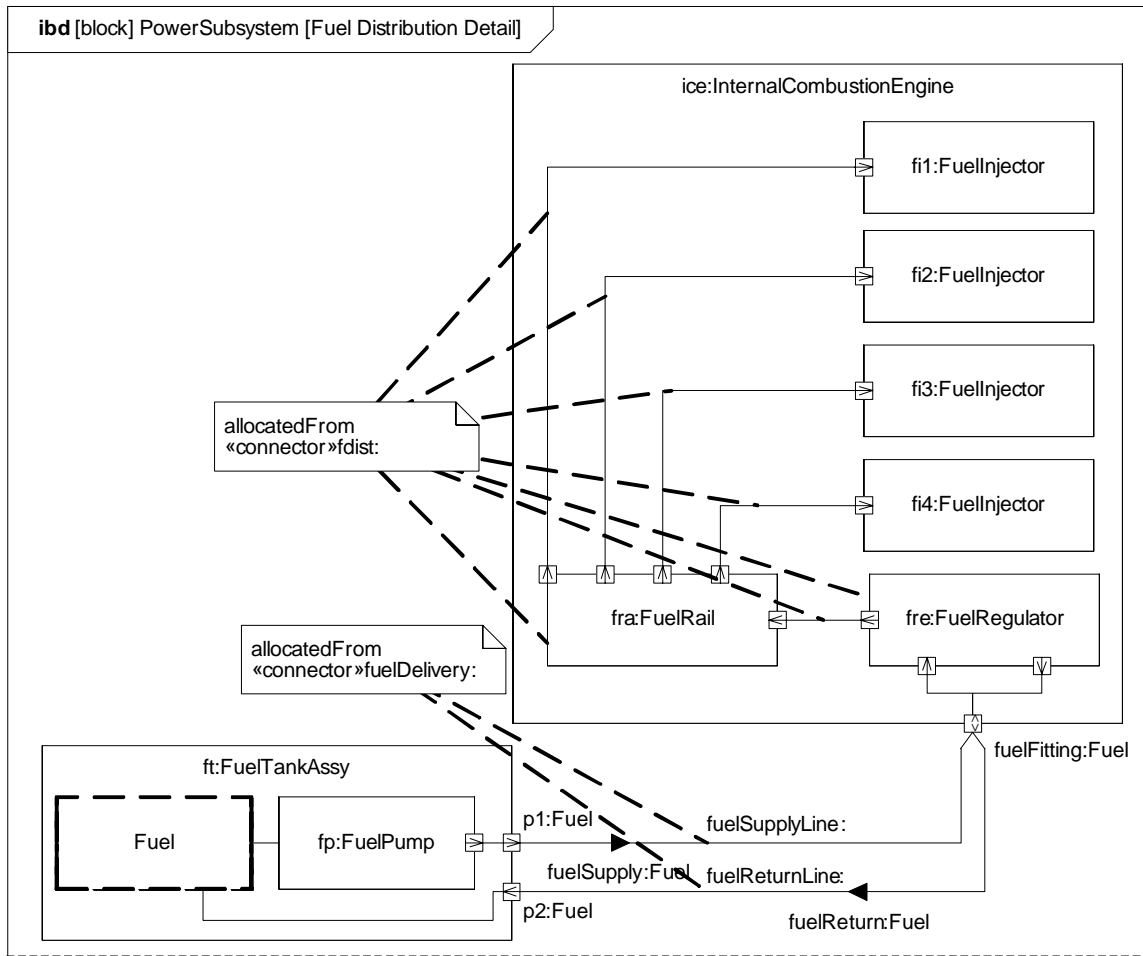 ibd [block] PowerSubsystem [Fuel Distribution Detail]
ice:InternalCombustionEngine
fi1:FuelInjector
fi2:FuelInjector
fi3:FuelInjector
allocatedFrom
«connector»fdist:
fi4:FuelInjector
fra:FuelRail
fre:FuelRegulator
allocatedFrom
«connector»fuelDelivery:
fuelFitting:Fuel
ft:FuelTankAssy
p1:Fuel
fuelSupplyLine:
Fuel
fp:FuelPump
fuelSupply:Fuel
fuelReturnLine:
p2:Fuel
fuelReturn:Fuel